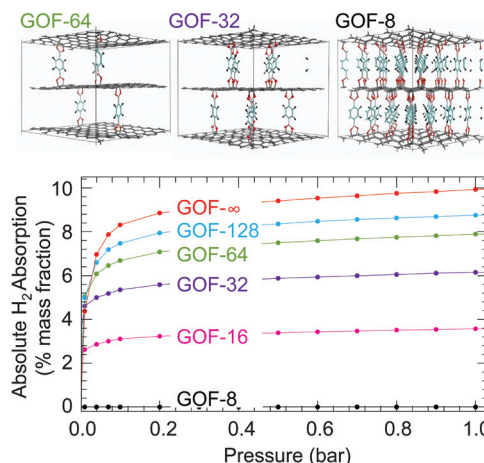 GOF-64
GOF-32
GOF-8
Absolute H₂ Absorption
(% mass fraction)
10
8
6
4
2
0
GOF-∞
GOF-128
GOF-64
GOF-32
GOF-16
GOF-8
0.0 0.2 0.4 0.6 0.8 1.0
Pressure (bar)